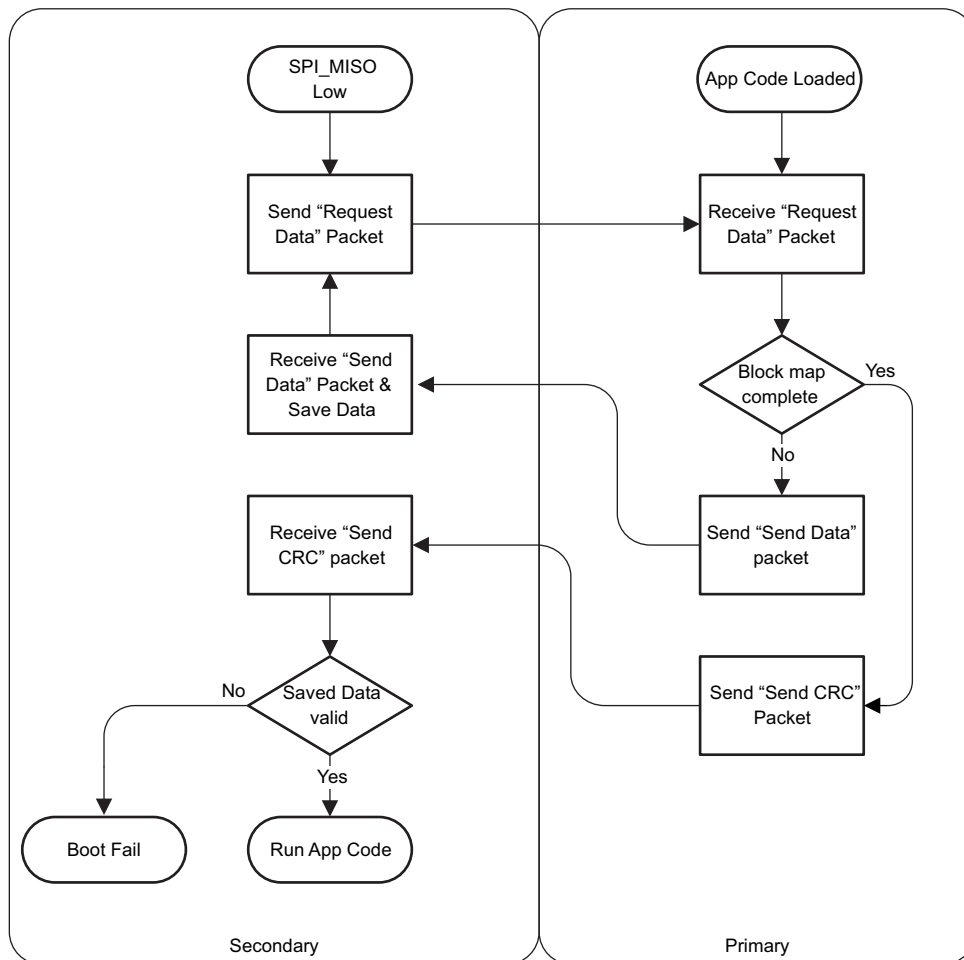 SPI_MISO
Low
App Code Loaded
Send “Request
Data” Packet
Receive “Request
Data” Packet
Receive “Send
Data” Packet &
Save Data
Block map
complete
Yes
No
Receive “Send
CRC” packet
Send “Send Data”
packet
Saved Data
valid
No
Yes
Send “Send CRC”
Packet
Boot Fail
Run App Code
Secondary
Primary